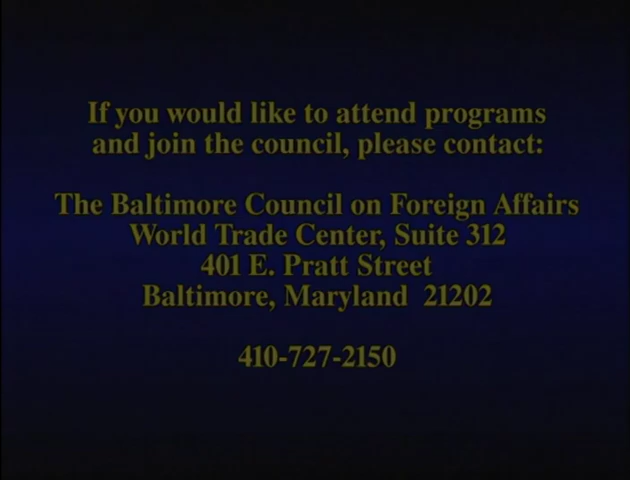 If you would like to attend programs
and join the council, please contact:
The Baltimore Council on Foreign Affairs
World Trade Center, Suite 312
401 E. Pratt Street
Baltimore, Maryland 21202
410-727-2150